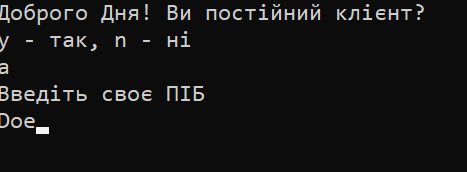 Доброго Дня! Ви постійний клієнт?
y - так, n - ні
a
Введіть своє ПІБ
Doe